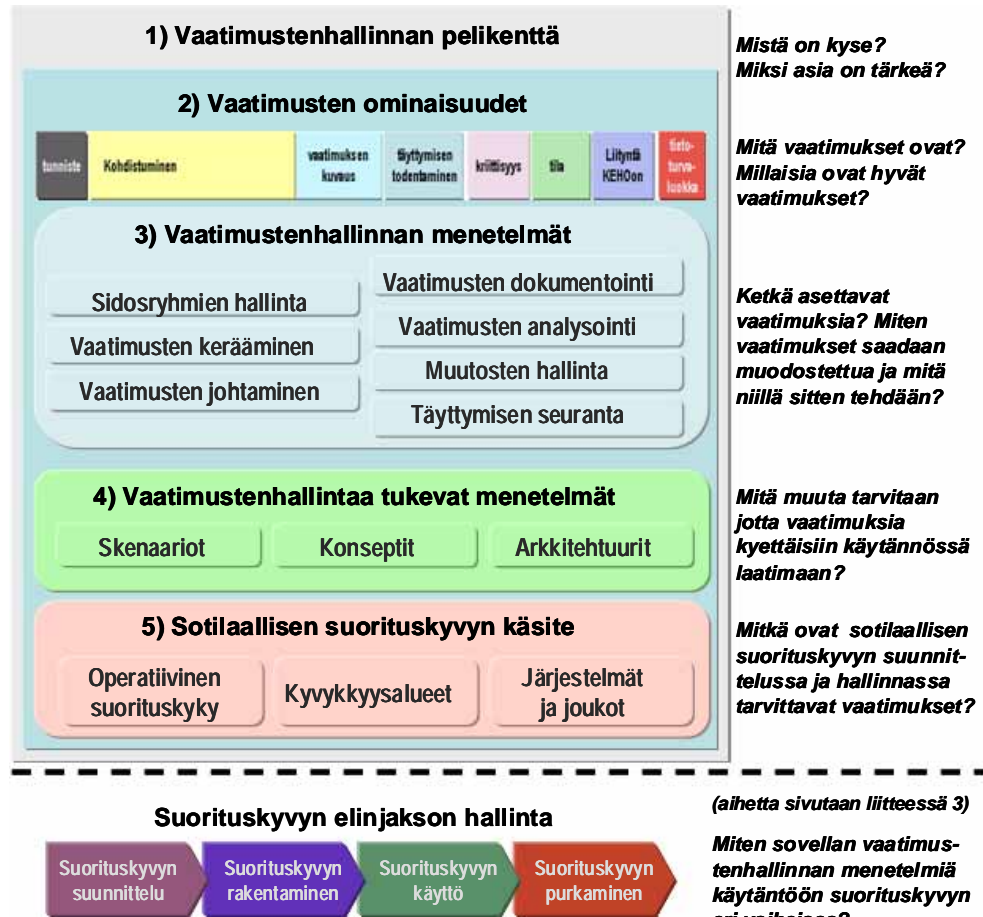 1) Vaatimustenhallinnan pelikenttä
Mistä on kyse?
Miksi asia on tärkeä?
2) Vaatimusten ominaisuudet
tunniste
Kohdistuminen
vaatimuksen
kuvaus
täyttymisen
todentaminen
kriittisyys
tila
Liityntä
KEHOon
tieto-
turva-
luokka
Mitä vaatimukset ovat?
Millaisia ovat hyvät
vaatimukset?
3) Vaatimustenhallinnan menetelmät
Sidosryhmien hallinta
Vaatimusten kerääminen
Vaatimusten johtaminen
Vaatimusten dokumentointi
Vaatimusten analysointi
Muutosten hallinta
Täyttymisen seuranta
Ketkä asettavat
vaatimuksia? Miten
vaatimukset saadaan
muodostettua ja mitä
niillä sitten tehdään?
4) Vaatimustenhallintaa tukevat menetelmät
Skenaariot
Konseptit
Arkkitehtuurit
Mitä muuta tarvitaan
jotta vaatimuksia
kyettäisiin käytännössä
laatimaan?
5) Sotilaallisen suorituskyvyn käsite
Operatiivinen
suorituskyky
Kyvykkyysalueet
Järjestelmät
ja joukot
Mitkä ovat sotilaallisen
suorituskyvyn suunnit-
telussa ja hallinnassa
tarvittavat vaatimukset?
Suorituskyvyn elinjakson hallinta
Suorituskyvyn
suunnittelu
Suorituskyvyn
rakentaminen
Suorituskyvyn
käyttö
Suorituskyvyn
purkaminen
(aihetta sivutaan liitteessä 3)
Miten sovellan vaatimus-
tenhallinnan menetelmiä
käytäntöön suorituskyvyn